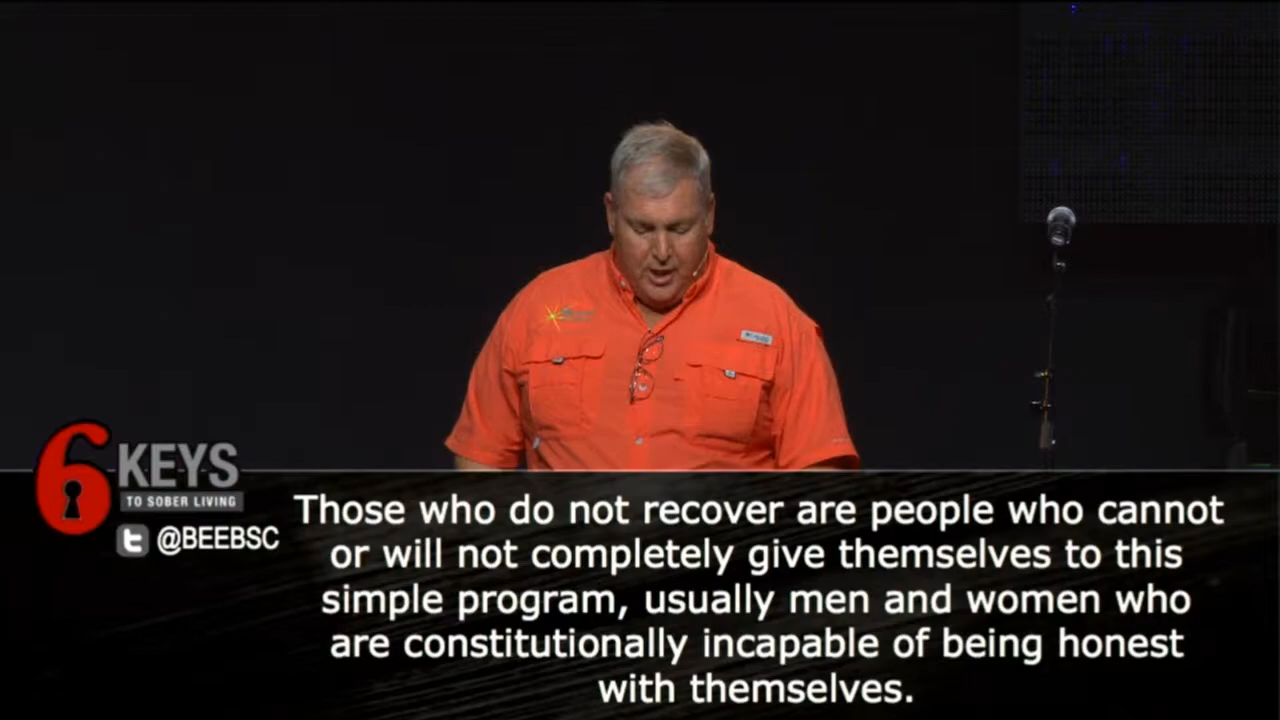 6
KEYS
TO SOBER LIVING
@BEEBSC
Those who do not recover are people who cannot
or will not completely give themselves to this
simple program, usually men and women who
are constitutionally incapable of being honest
with themselves.